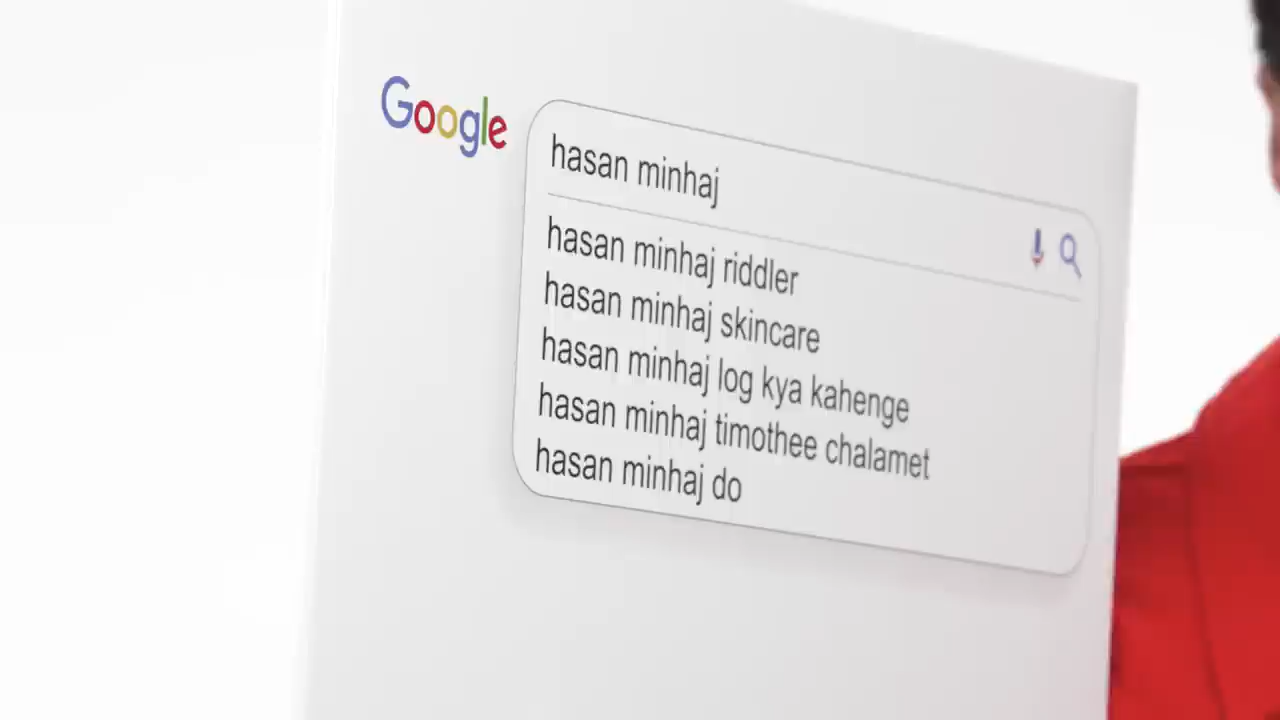 Google
hasan minhaj
hasan minhaj riddler
hasan minhaj skincare
hasan minhaj log kya kahenge
hasan minhaj timothee chalamet
hasan minhaj do